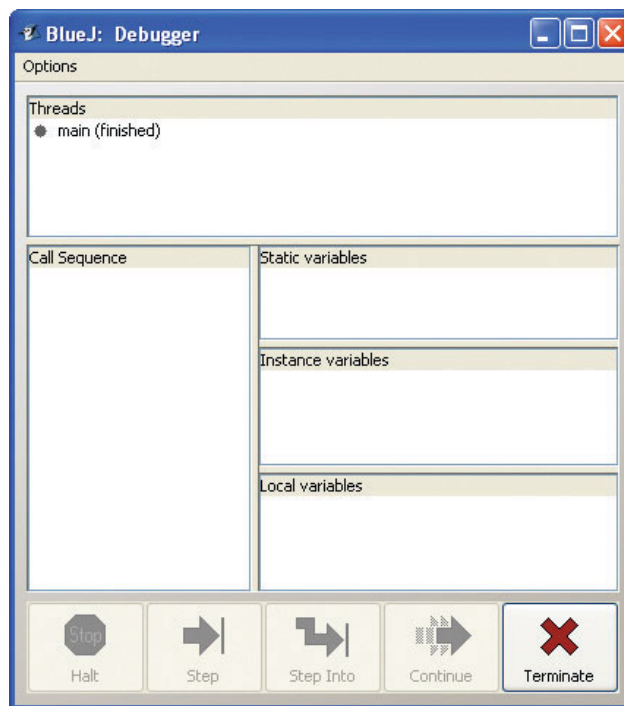 BlueJ: Debugger
Options
Threads
main (finished)
Call Sequence
Static variables
Instance variables
Local variables
Stop
Halt
Step
Step Into
Continue
Terminate